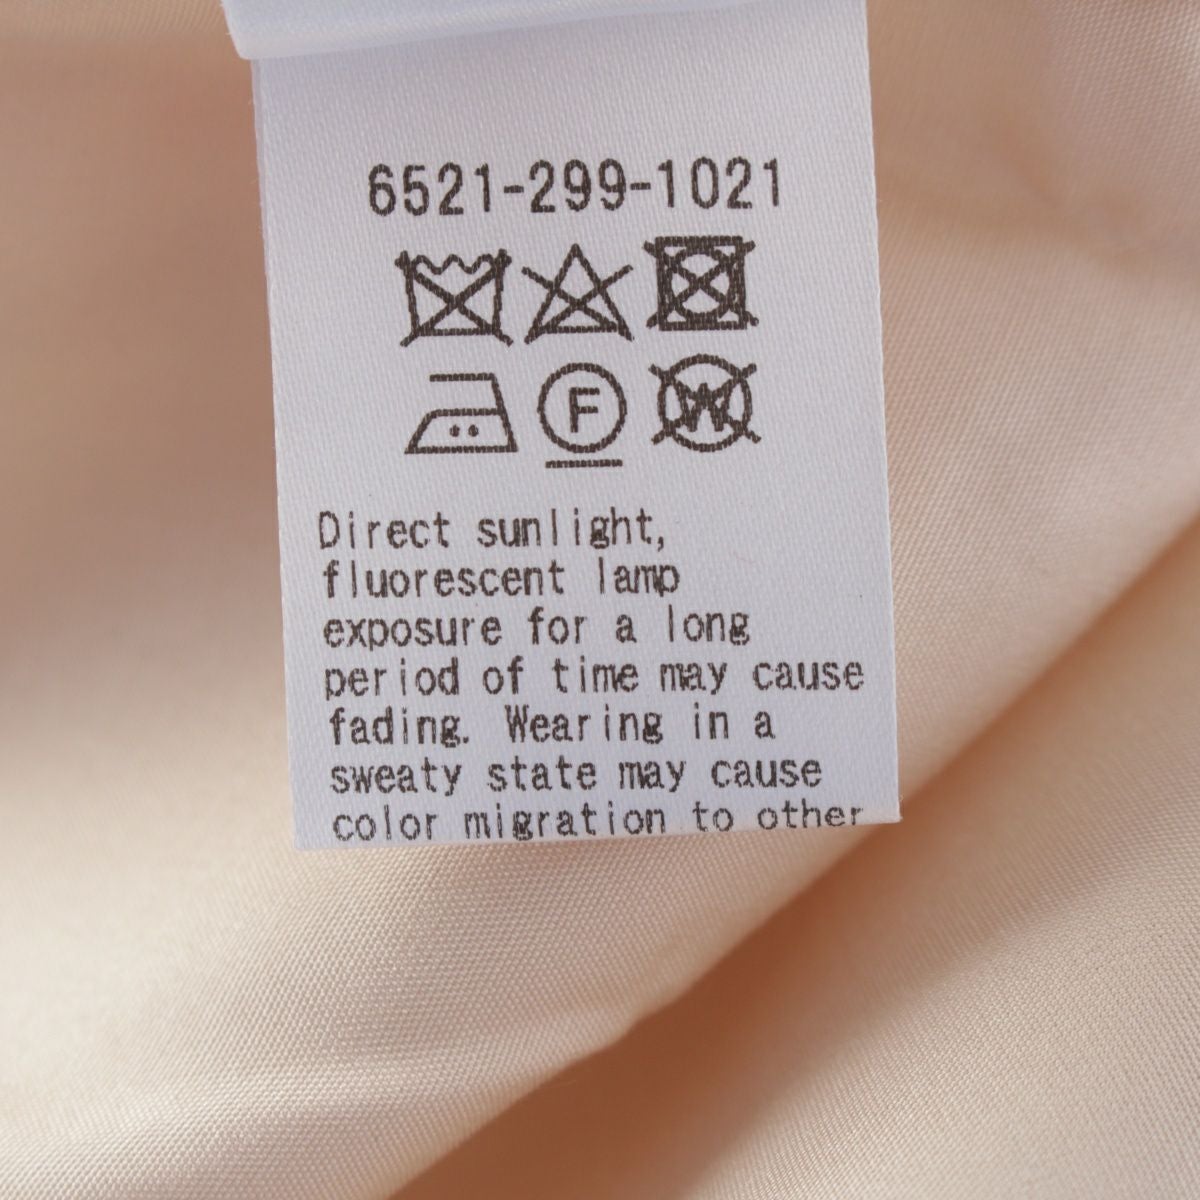 6521-299-1021
F
W
Direct sunlight,
fluorescent lamp
exposure for a long
period of time may cause
fading. Wearing in a
sweaty state may cause
color migration to other